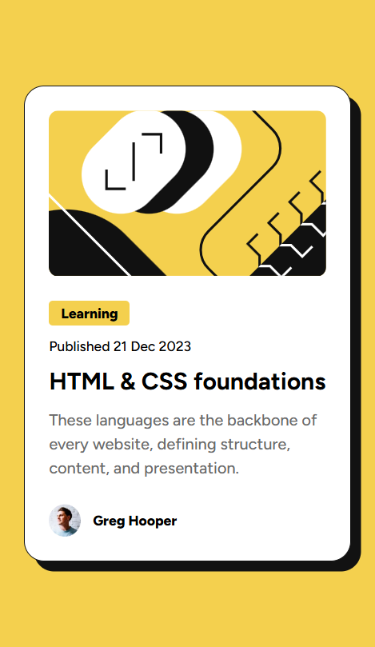 Learning
Published 21 Dec 2023
HTML & CSS foundations
These languages are the backbone of
every website, defining structure,
content, and presentation.
Greg Hooper